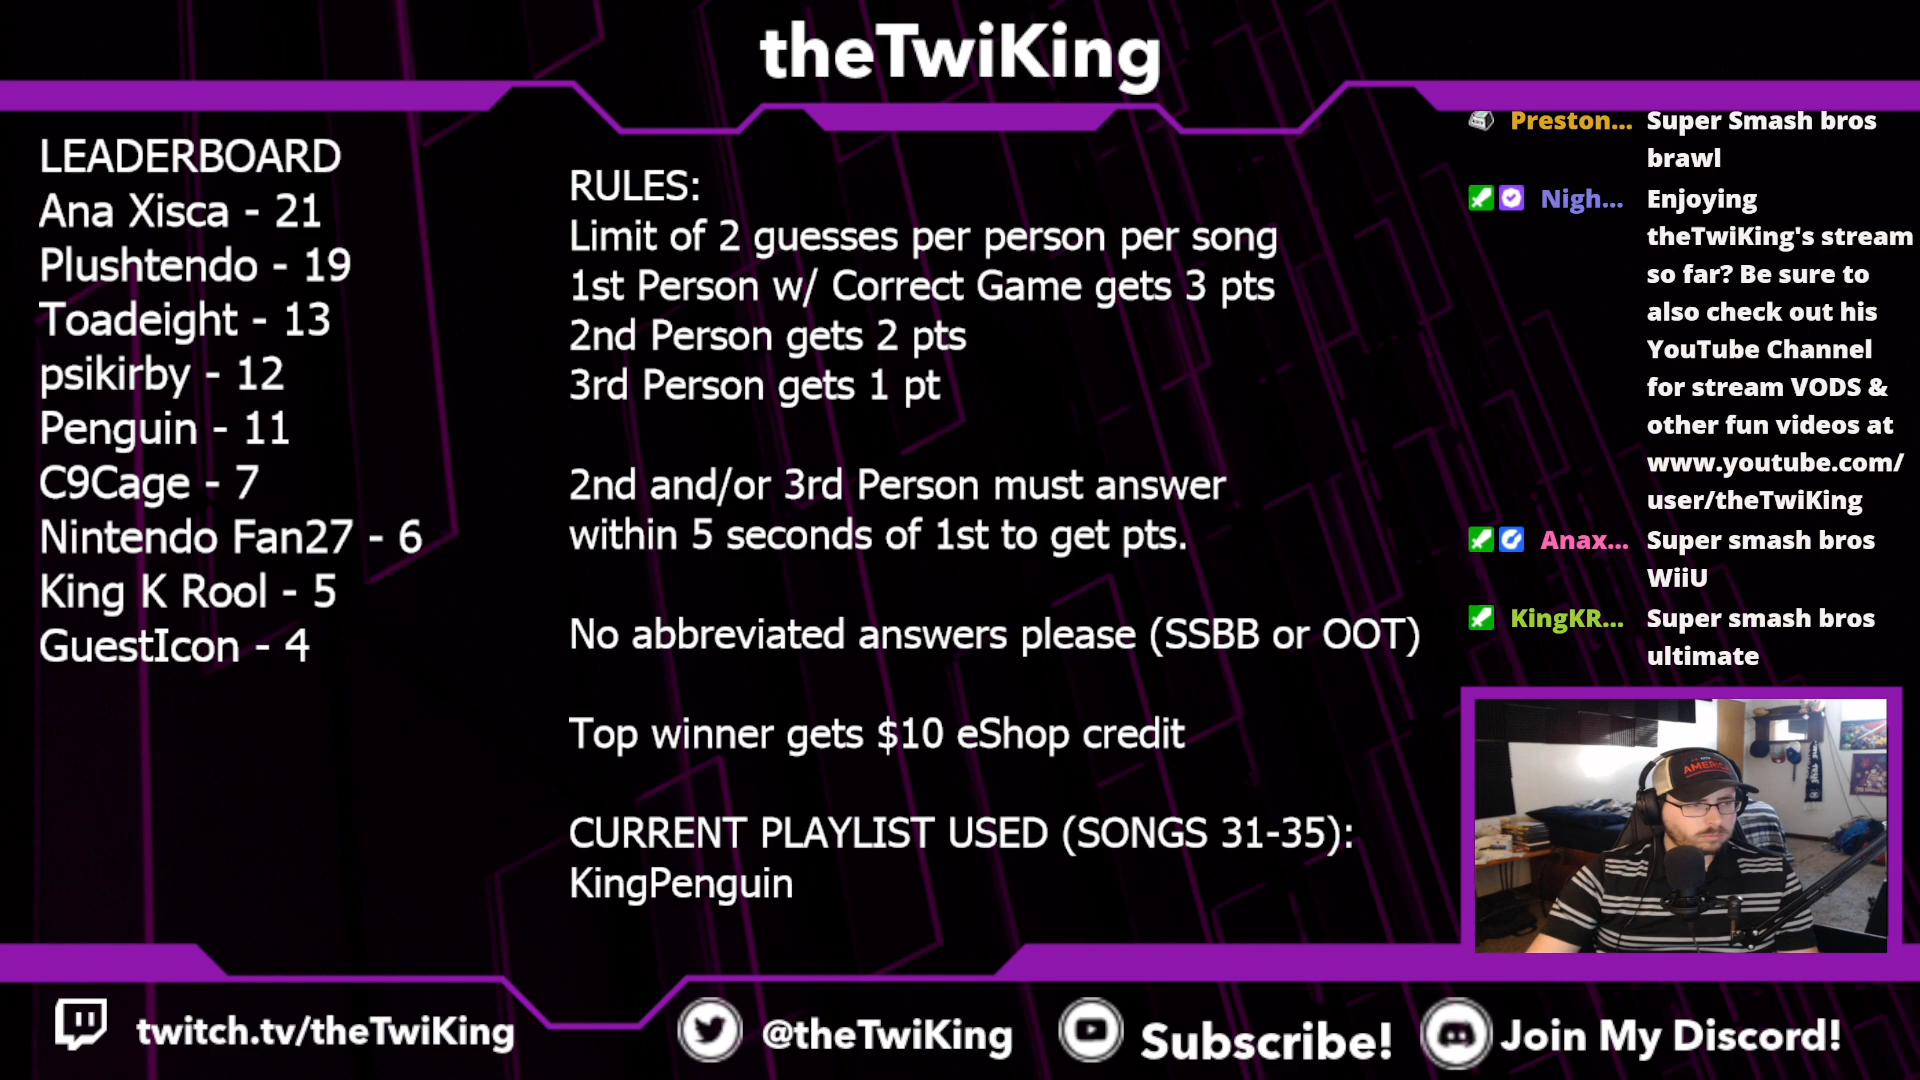 theTwiKing
LEADERBOARD
Ana Xisca - 21
Plushtendo - 19
Toadeight - 13
psikirby - 12
Penguin - 11
C9Cage - 7
Nintendo Fan27 - 6
King K Rool - 5
GuestIcon - 4
RULES:
Limit of 2 guesses per person per song
1st Person w/ Correct Game gets 3 pts
2nd Person gets 2 pts
3rd Person gets 1 pt
2nd and/or 3rd Person must answer
within 5 seconds of 1st to get pts.
No abbreviated answers please (SSBB or OOT)
Top winner gets $10 eShop credit
CURRENT PLAYLIST USED (SONGS 31-35):
KingPenguin
Preston... Super Smash bros
brawl
Nigh... Enjoying
theTwiKing's stream
so far? Be sure to
also check out his
YouTube Channel
for stream VODS &
other fun videos at
www.youtube.com/
user/theTwiKing
Anax... Super smash bros
WiiU
KingKR... Super smash bros
ultimate
twitch.tv/theTwiKing
@theTwiKing
Subscribe!
Join My Discord!